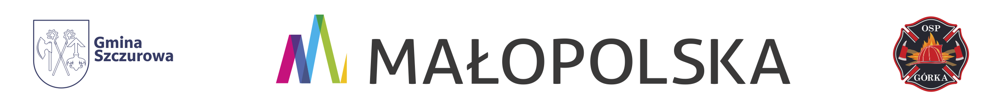 Gmina
Szczurowa
MAŁOPOLSKA
OSP
GÓRKA